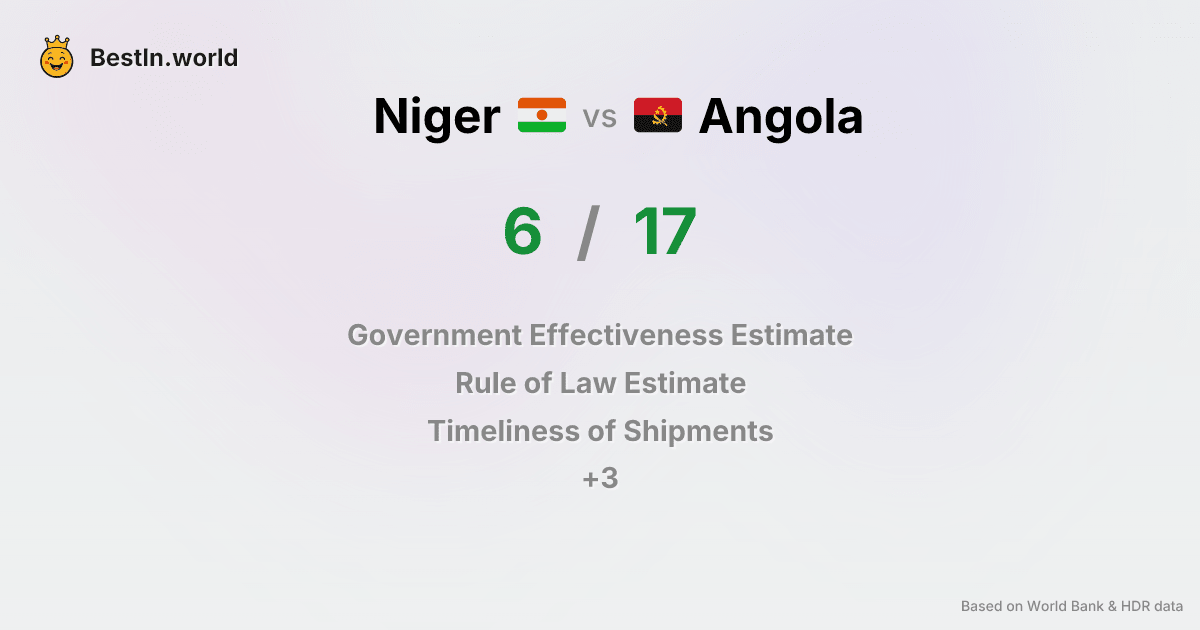 BestIn.world
Niger vs Angola
6 / 17
Government Effectiveness Estimate
Rule of Law Estimate
Timeliness of Shipments
+3
Based on World Bank & HDR data